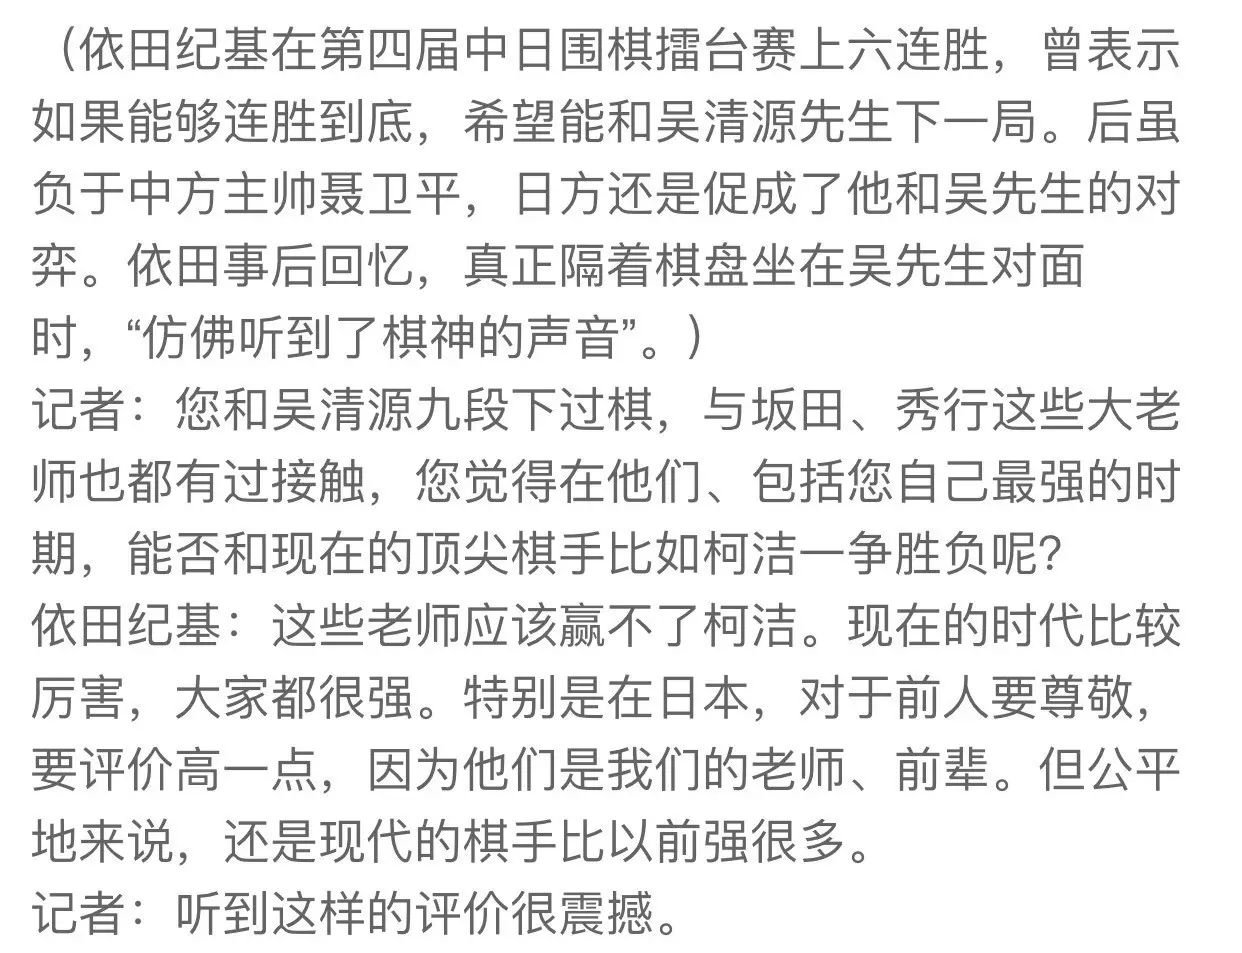 （依田纪基在第四届中日围棋擂台赛上六连胜，曾表示
如果能够连胜到底，希望能和吴清源先生下一局。后虽
负于中方主帅聂卫平，日方还是促成了他和吴先生的对
弈。依田事后回忆，真正隔着棋盘坐在吴先生对面
时，“仿佛听到了棋神的声音”。）
记者：您和吴清源九段下过棋，与坂田、秀行这些大老
师也都有过接触，您觉得在他们、包括您自己最强的时
期，能否和现在的顶尖棋手比如柯洁一争胜负呢？
依田纪基：这些老师应该赢不了柯洁。现在的时代比较
厉害，大家都很强。特别是在日本，对于前人要尊敬，
要评价高一点，因为他们是我们的老师、前辈。但公平
地来说，还是现代的棋手比以前强很多。
记者：听到这样的评价很震撼。